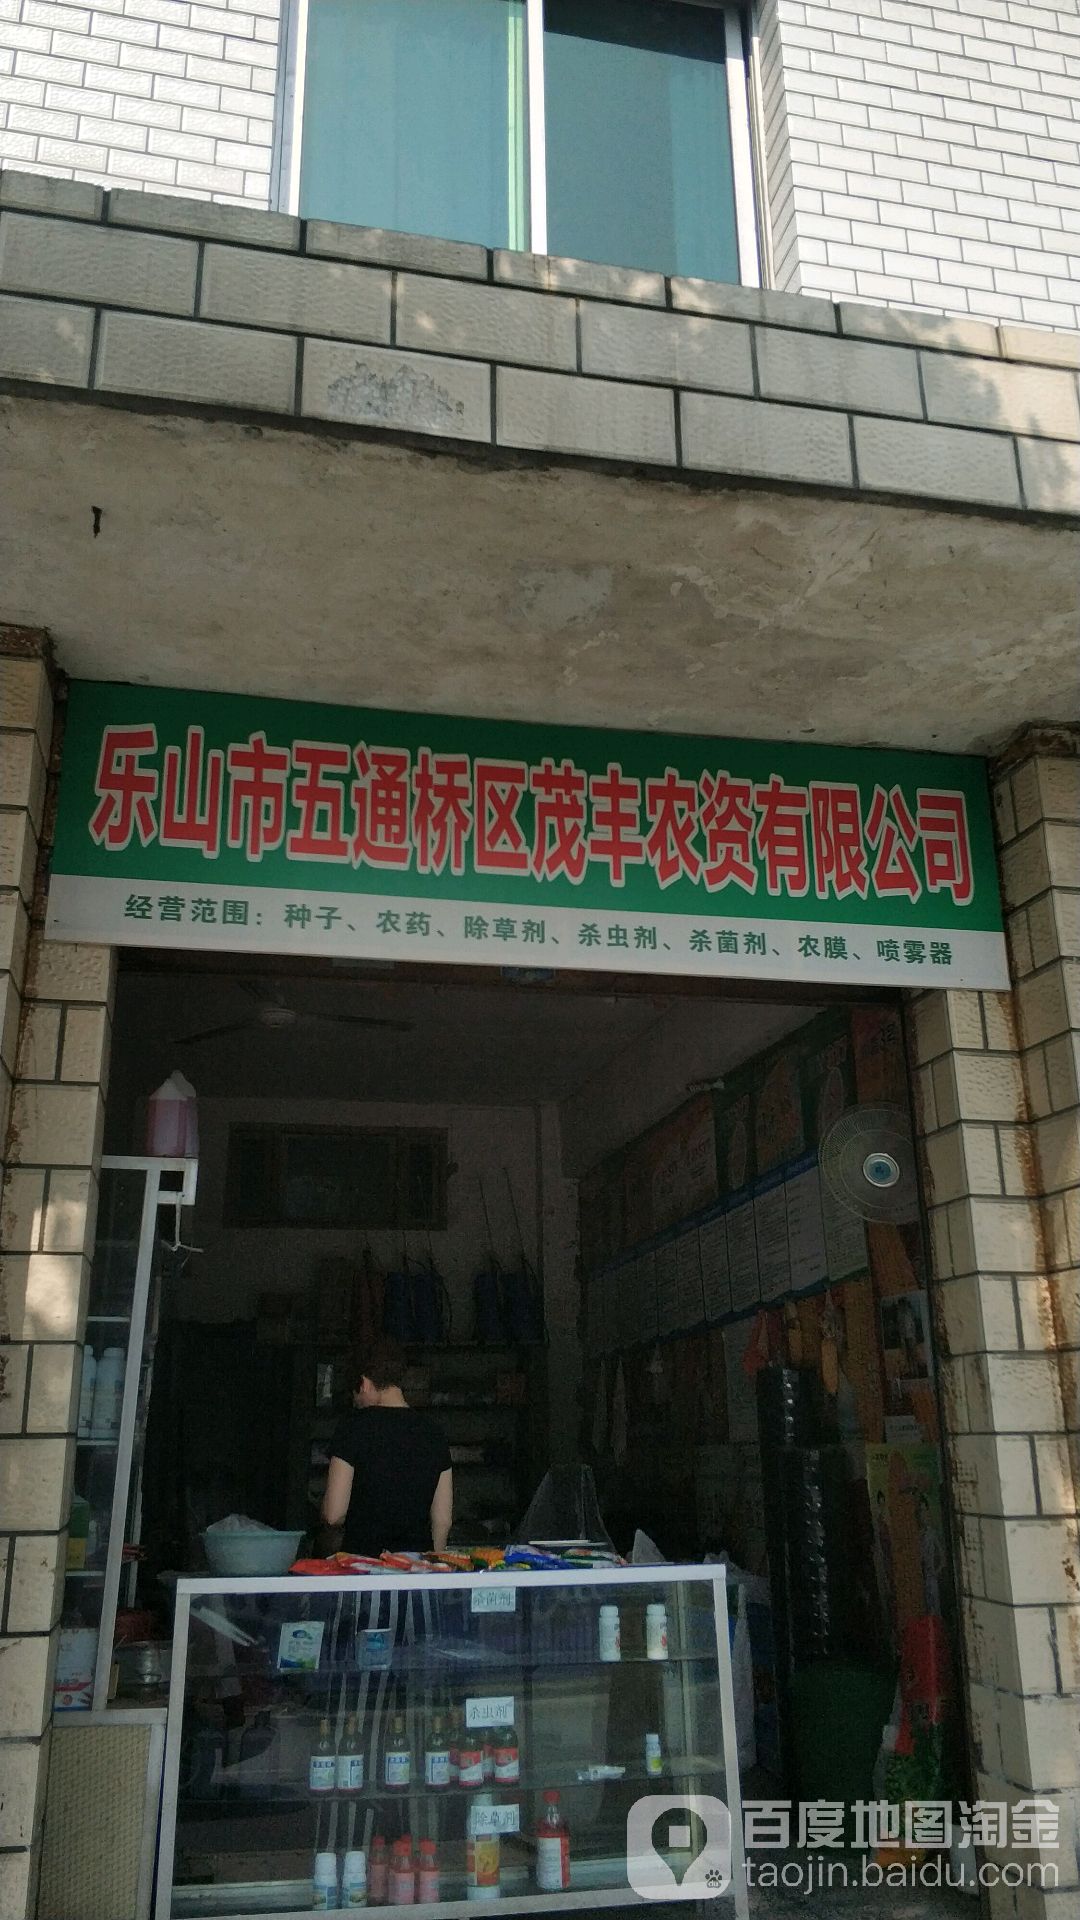 乐山市五通桥区茂丰农资有限公司
经营范围：种子、农药、除草剂、杀虫剂、杀菌剂、农膜、喷雾器
杀菌剂
杀虫剂
除草剂
百度地图淘金
taojin.baidu.com